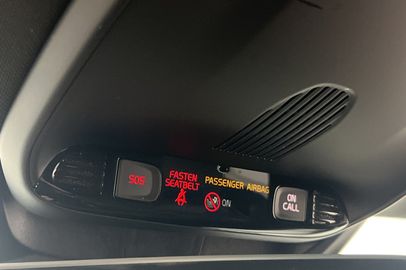 SOS
FASTEN
SEATBELT
PASSENGER AIRBAG
ON
ON
CALL